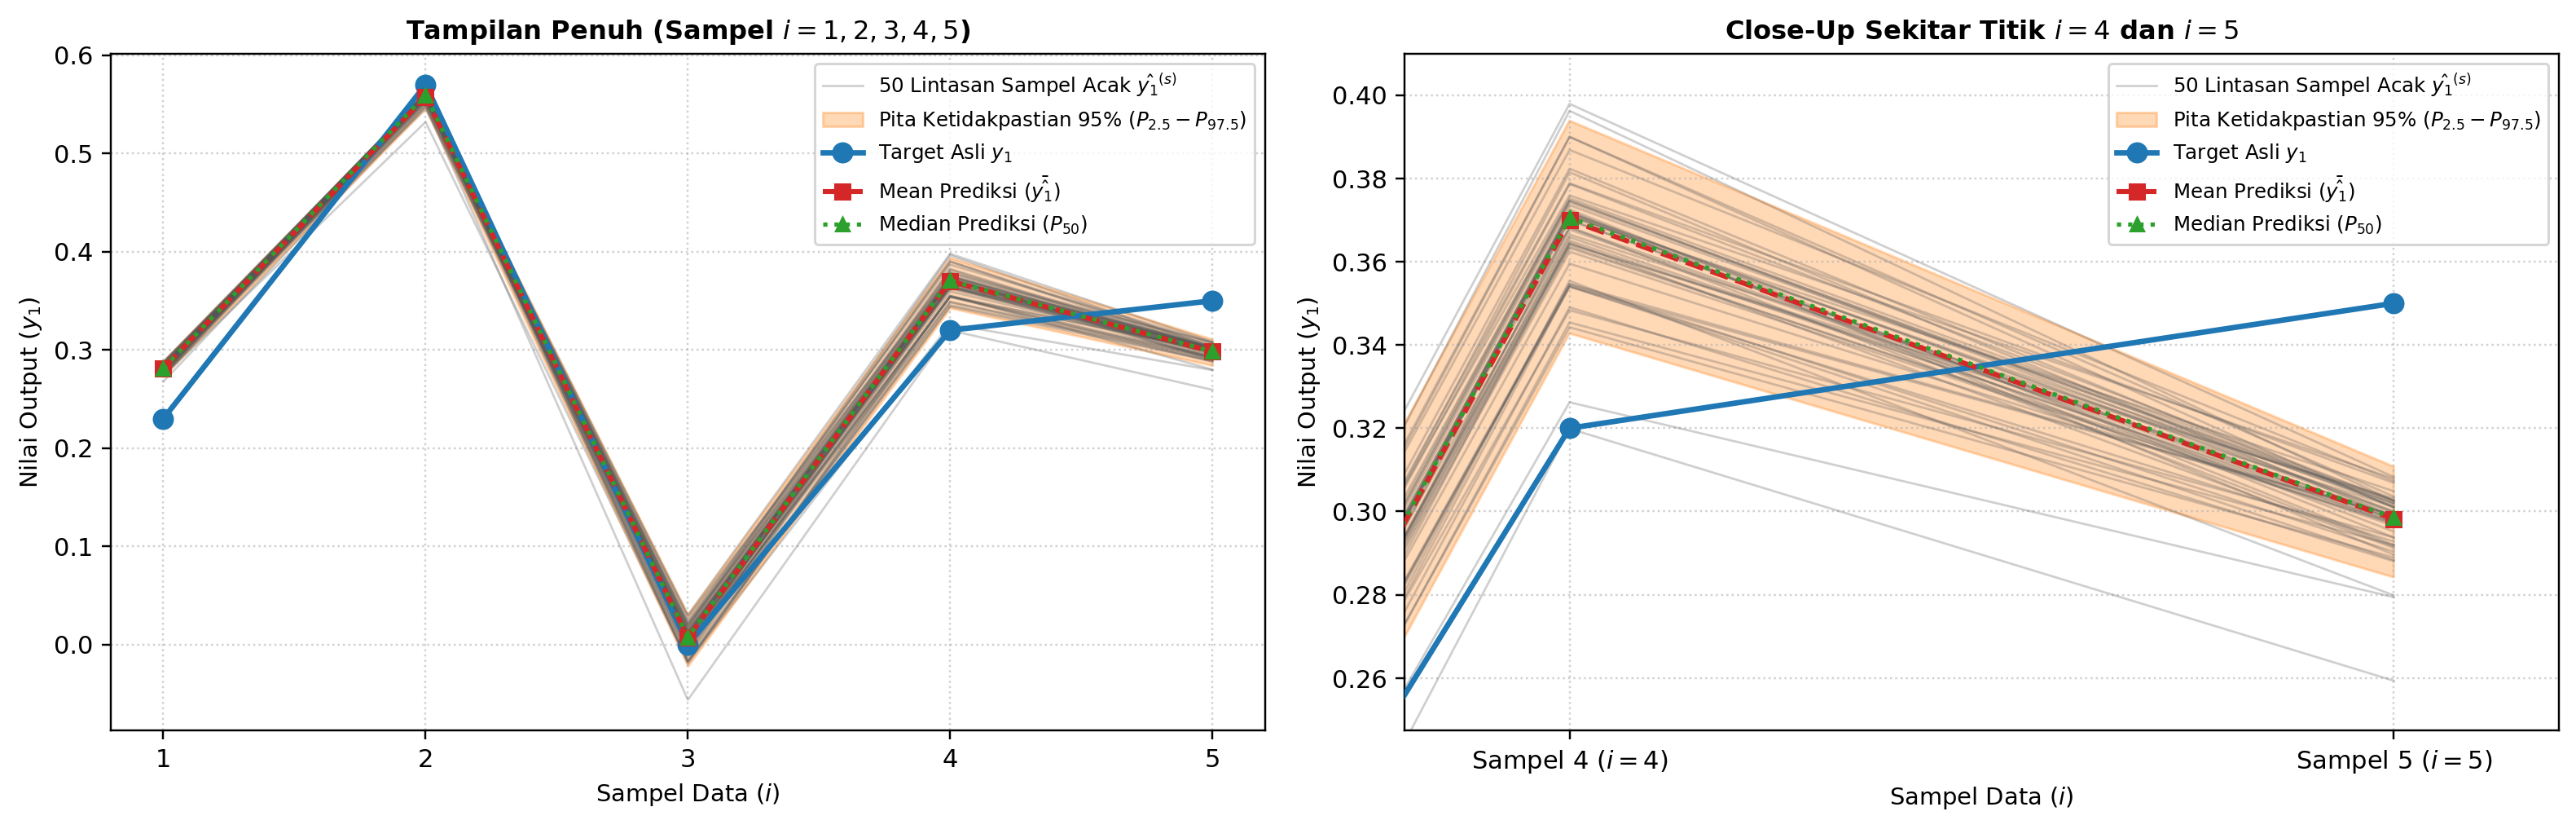 Tampilan Penuh (Sampel i = 1, 2, 3, 4, 5)
Nilai Output (y₁)
0.6
0.5
0.4
0.3
0.2
0.1
0.0
50 Lintasan Sampel Acak ŷ₁⁽ˢ⁾
Pita Ketidakpastian 95% (P₂.₅ − P₉₇.₅)
Target Asli y₁
Mean Prediksi (ŷ̄₁)
Median Prediksi (P₅₀)
1 2 3 4 5
Sampel Data (i)
Close-Up Sekitar Titik i = 4 dan i = 5
Nilai Output (y₁)
0.40
0.38
0.36
0.34
0.32
0.30
0.28
0.26
50 Lintasan Sampel Acak ŷ₁⁽ˢ⁾
Pita Ketidakpastian 95% (P₂.₅ − P₉₇.₅)
Target Asli y₁
Mean Prediksi (ŷ̄₁)
Median Prediksi (P₅₀)
Sampel 4 (i = 4) Sampel 5 (i = 5)
Sampel Data (i)